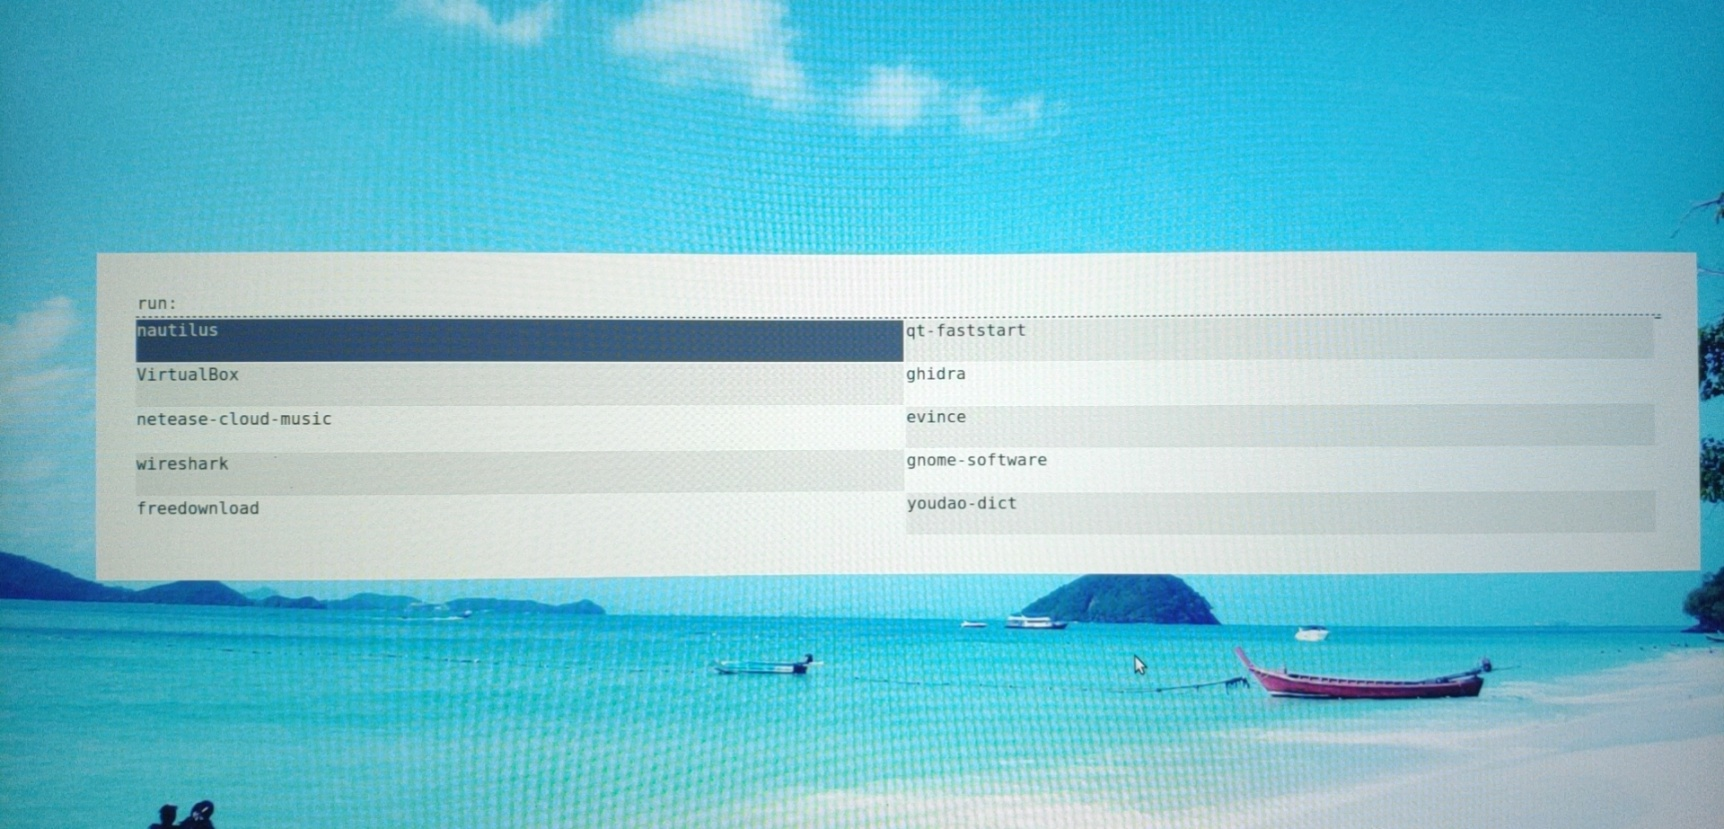 run:
nautilus
VirtualBox
netease-cloud-music
wireshark
freedownload
qt-faststart
ghidra
evince
gnome-software
youdao-dict